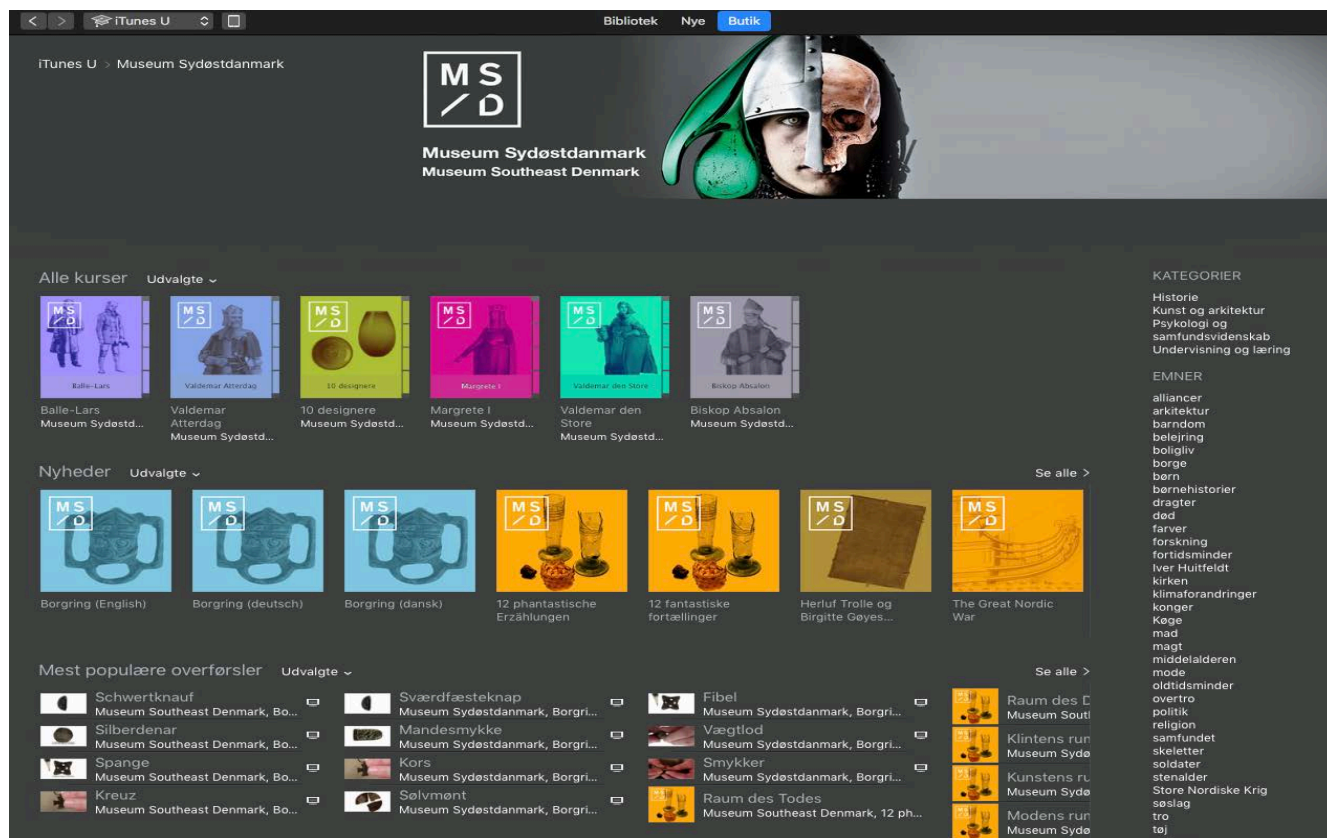 iTunes U
Bibliotek Nye Butik
iTunes U > Museum Sydøstdanmark
M S
/ D
Museum Sydøstdanmark
Museum Southeast Denmark
Alle kurser Udvalgte
M S
/ D
Balle-Lars
M S
/ D
Valdemar Atterdag
M S
/ D
10 designere
M S
/ D
Margrete I
M S
/ D
Valdemar den Store
M S
/ D
Biskop Absalon
Balle-Lars
Museum Sydøstd...
Valdemar
Atterdag
Museum Sydøstd...
10 designere
Museum Sydøstd...
Margrete I
Museum Sydøstd...
Valdemar den
Store
Museum Sydøstd...
Biskop Absalon
Museum Sydøstd...
Nyheder Udvalgte
Se alle >
M S
/ D
Borgring (English)
M S
/ D
Borgring (deutsch)
M S
/ D
Borgring (dansk)
M S
/ D
12 phantastische
Erzählungen
M S
/ D
12 fantastiske
fortællinger
M S
/ D
Herluf Trolle og
Birgitte Gøyes...
M S
/ D
The Great Nordic
War
Mest populære overførsler Udvalgte
Se alle >
Schwertknauf
Museum Southeast Denmark, Bo...
Silberdenar
Museum Southeast Denmark, Bo...
Spange
Museum Southeast Denmark, Bo...
Kreuz
Museum Southeast Denmark, Bo...
Sværdfæsteknap
Museum Sydøstdanmark, Borgri...
Mandesmykke
Museum Sydøstdanmark, Borgri...
Kors
Museum Sydøstdanmark, Borgri...
Sølvmønt
Museum Sydøstdanmark, Borgri...
Fibel
Museum Sydøstdanmark, Borgri...
Vægtlod
Museum Sydøstdanmark, Borgri...
Smykker
Museum Sydøstdanmark, Borgri...
Raum des Todes
Museum Southeast Denmark, 12 ph...
Raum des
Museum
Klintens
Museum
Kunstens
Museum
Modens
Museum
KATEGORIER
Historie
Kunst og arkitektur
Psykologi og
samfundsvidenskab
Undervisning og læring
EMNER
alliancer
arkitektur
barndom
belejring
boligliv
borge
børn
børnehistorier
dragter
død
farver
forskning
fortidsminder
Iver Huitfeldt
kirken
klimaforandringer
konger
Køge
mad
magt
middelalderen
mode
oldtidsminder
overtro
politik
religion
samfundet
skeletter
soldater
stenalder
Store Nordiske Krig
søslag
tro
tøj